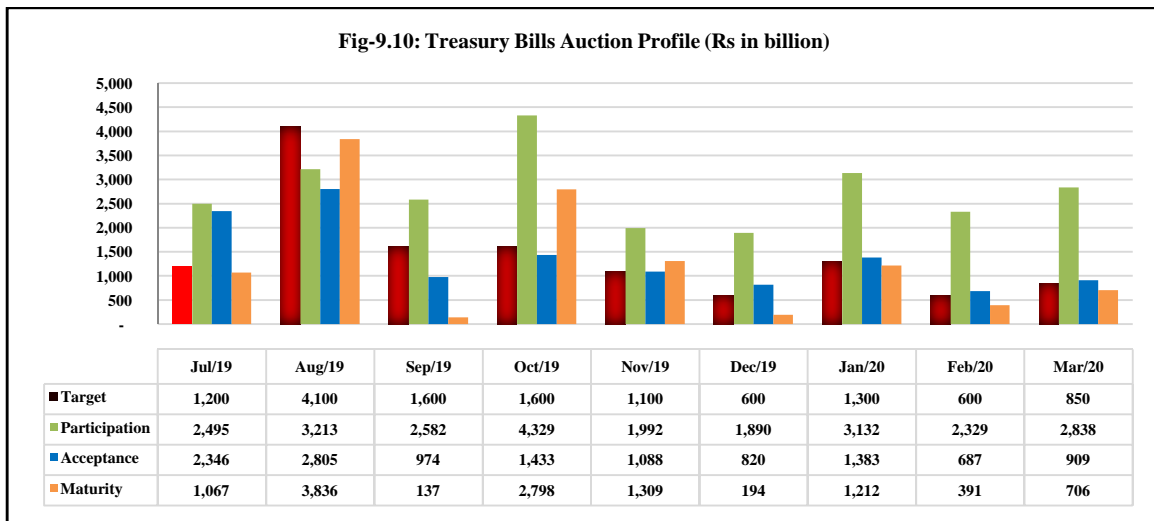 Fig-9.10: Treasury Bills Auction Profile (Rs in billion)
5,000
4,500
4,000
3,500
3,000
2,500
2,000
1,500
1,000
500
-
Jul/19 Aug/19 Sep/19 Oct/19 Nov/19 Dec/19 Jan/20 Feb/20 Mar/20
Target 1,200 4,100 1,600 1,600 1,100 600 1,300 600 850
Participation 2,495 3,213 2,582 4,329 1,992 1,890 3,132 2,329 2,838
Acceptance 2,346 2,805 974 1,433 1,088 820 1,383 687 909
Maturity 1,067 3,836 137 2,798 1,309 194 1,212 391 706